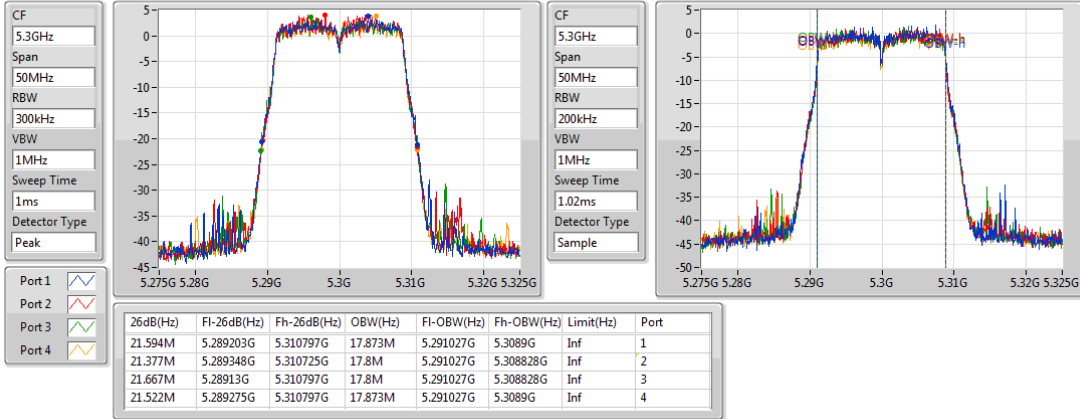 CF
5.3GHz
Span
50MHz
RBW
300kHz
VBW
1MHz
Sweep Time
1ms
Detector Type
Peak
5
0
-5
-10
-15
-20
-25
-30
-35
-40
-45
5.275G 5.28G 5.29G 5.3G 5.31G 5.32G 5.325G
CF
5.3GHz
Span
50MHz
RBW
200kHz
VBW
1MHz
Sweep Time
1.02ms
Detector Type
Sample
5
0
-5
-10
-15
-20
-25
-30
-35
-40
-45
-50
5.275G 5.28G 5.29G 5.3G 5.31G 5.32G 5.325G
Port 1
Port 2
Port 3
Port 4
26dB(Hz) Fl-26dB(Hz) Fh-26dB(Hz) OBW(Hz) Fl-OBW(Hz) Fh-OBW(Hz) Limit(Hz) Port
21.594M 5.289203G 5.310797G 17.873M 5.291027G 5.3089G Inf 1
21.377M 5.289348G 5.310725G 17.8M 5.291027G 5.308828G Inf 2
21.667M 5.28913G 5.310797G 17.8M 5.291027G 5.308828G Inf 3
21.522M 5.289275G 5.310797G 17.873M 5.291027G 5.3089G Inf 4